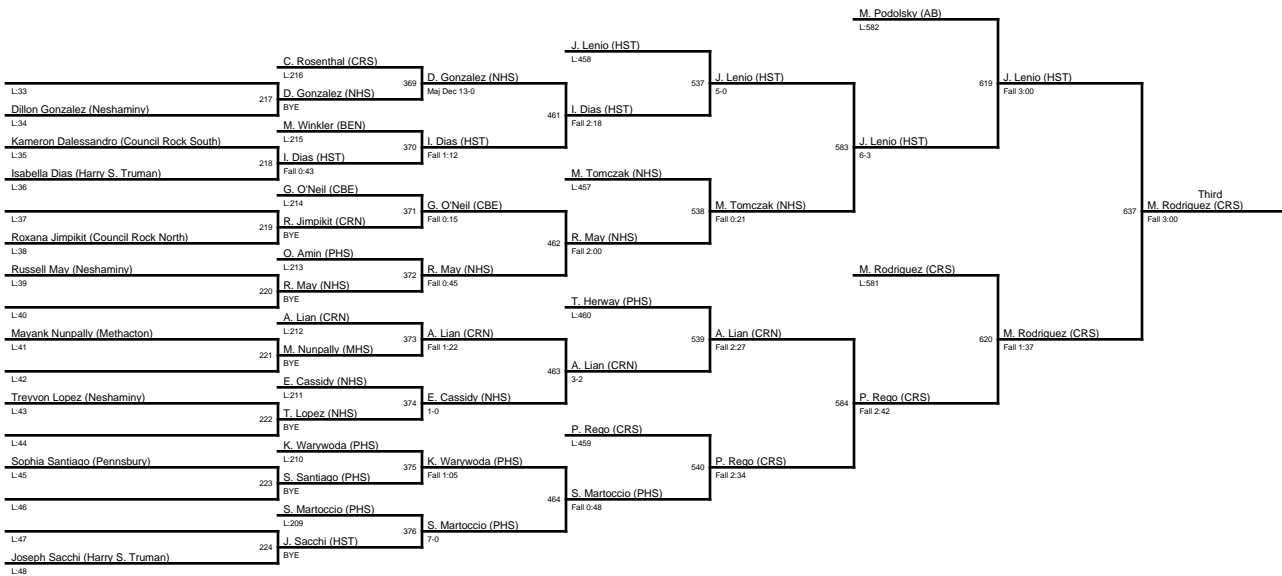 M. Podolsky (AB)
L:582
J. Lenio (HST)
L:458
C. Rosenthal (CRS)
L:216
369
D. Gonzalez (NHS)
Maj Dec 13-0
537
J. Lenio (HST)
5-0
619
J. Lenio (HST)
Fall 3:00
L:33
217
D. Gonzalez (NHS)
BYE
Dillon Gonzalez (Neshaminy)
L:34
461
I. Dias (HST)
Fall 2:18
M. Winkler (BEN)
L:215
Kameron Dalessandro (Council Rock South)
L:35
370
I. Dias (HST)
Fall 1:12
583
J. Lenio (HST)
6-3
218
I. Dias (HST)
Fall 0:43
Isabella Dias (Harry S. Truman)
L:36
M. Tomczak (NHS)
L:457
G. O'Neil (CBE)
L:214
Third
371
G. O'Neil (CBE)
Fall 0:15
538
M. Tomczak (NHS)
Fall 0:21
637
M. Rodriguez (CRS)
Fall 3:00
L:37
219
R. Jimpikit (CRN)
BYE
Roxana Jimpikit (Council Rock North)
L:38
462
R. May (NHS)
Fall 2:00
O. Amin (PHS)
L:213
Russell May (Neshaminy)
L:39
372
R. May (NHS)
Fall 0:45
M. Rodriguez (CRS)
L:581
220
R. May (NHS)
BYE
L:40
T. Herway (PHS)
L:460
A. Lian (CRN)
L:212
Mayank Nunpally (Methacton)
L:41
373
A. Lian (CRN)
Fall 1:22
539
A. Lian (CRN)
Fall 2:27
620
M. Rodriguez (CRS)
Fall 1:37
221
M. Nunpally (MHS)
BYE
L:42
463
A. Lian (CRN)
3-2
E. Cassidy (NHS)
L:211
Treyvon Lopez (Neshaminy)
L:43
374
E. Cassidy (NHS)
1-0
584
P. Rego (CRS)
Fall 2:42
222
T. Lopez (NHS)
BYE
L:44
P. Rego (CRS)
L:459
K. Warywoda (PHS)
L:210
Sophia Santiago (Pennsbury)
L:45
375
K. Warywoda (PHS)
Fall 1:05
540
P. Rego (CRS)
Fall 2:34
223
S. Santiago (PHS)
BYE
L:46
464
S. Martoccio (PHS)
Fall 0:48
S. Martoccio (PHS)
L:209
L:47
376
S. Martoccio (PHS)
7-0
224
J. Sacchi (HST)
BYE
Joseph Sacchi (Harry S. Truman)
L:48